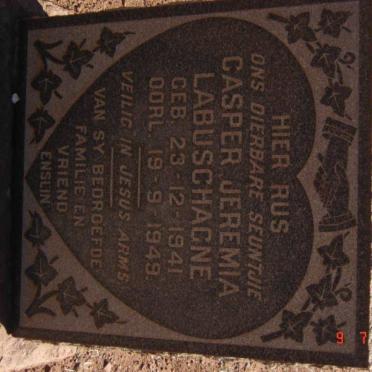 HIER RUS
ONS DIERBARE SEUNTJIE
CASPER JEREMIA
LABUSCHAGNE
GEB 23-12-1941
OORL. 19-9-1949.
VEILIG IN JESUS ARMS
VAN SY BEDROEFDE
FAMILIE EN
VRIEND
ENSLIN
9 7